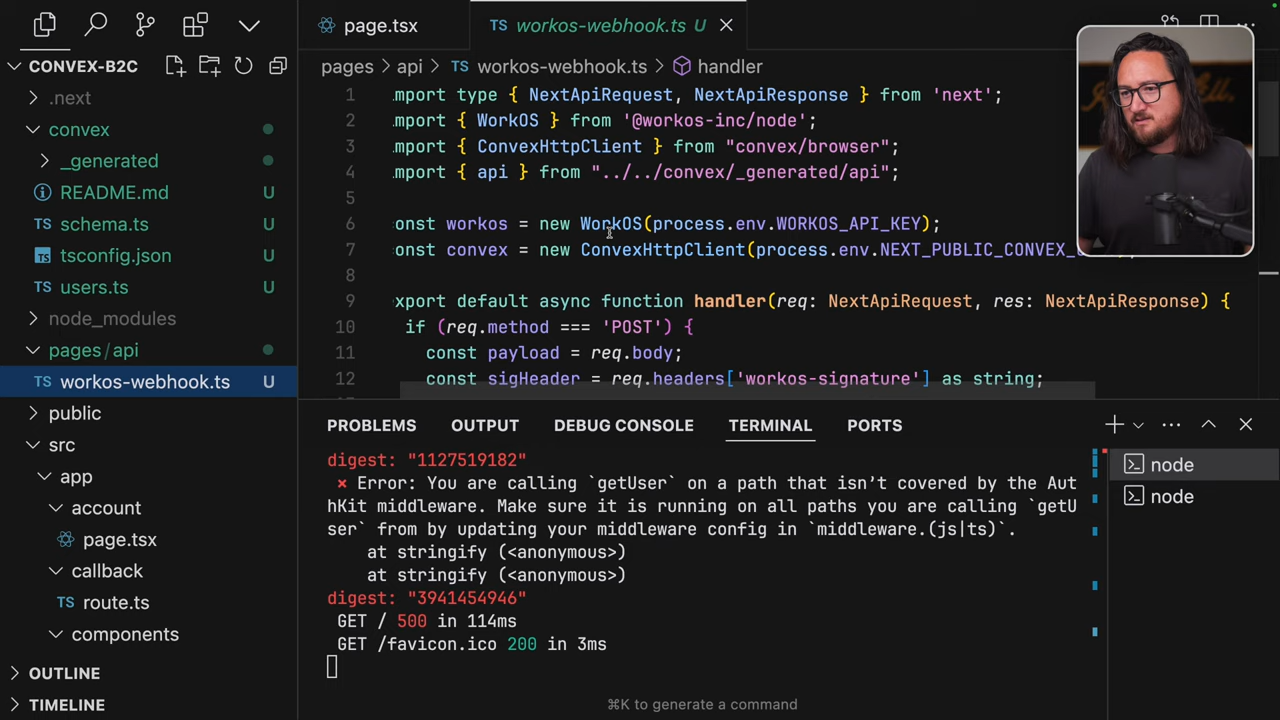 page.tsx
TS workos-webhook.ts U
CONVEX-B2C
pages > api > TS workos-webhook.ts > handler
.next
convex
_generated
README.md U
TS schema.ts U
tsconfig.json U
TS users.ts U
node_modules
pages / api
TS workos-webhook.ts U
public
src
app
account
page.tsx
callback
TS route.ts
components
OUTLINE
TIMELINE
1 mport type { NextApiRequest, NextApiResponse } from 'next';
2 mport { WorkOS } from '@workos-inc/node';
3 mport { ConvexHttpClient } from "convex/browser";
4 mport { api } from "../../convex/_generated/api";
5
6 onst workos = new WorkOS(process.env.WORKOS_API_KEY);
7 onst convex = new ConvexHttpClient(process.env.NEXT_PUBLIC_CONVEX_
8
9 xport default async function handler(req: NextApiRequest, res: NextApiResponse) {
10 if (req.method === 'POST') {
11 const payload = req.body;
12 const sigHeader = req.headers['workos-signature'] as string;
PROBLEMS OUTPUT DEBUG CONSOLE TERMINAL PORTS
digest: "1127519182"
× Error: You are calling `getUser` on a path that isn't covered by the Aut
hKit middleware. Make sure it is running on all paths you are calling `getU
ser` from by updating your middleware config in `middleware.(js|ts)`.
at stringify (<anonymous>)
at stringify (<anonymous>)
digest: "3941454946"
GET / 500 in 114ms
GET /favicon.ico 200 in 3ms
node
node
⌘K to generate a command